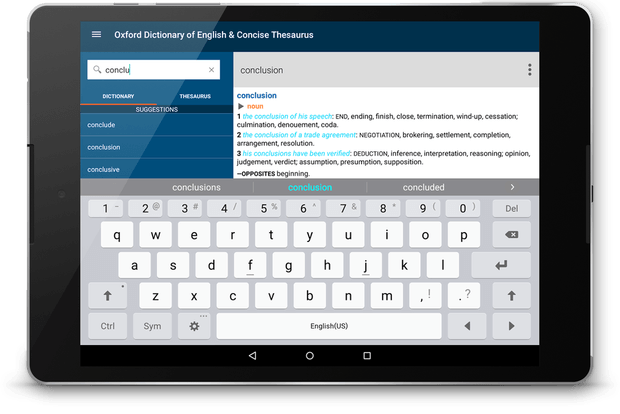 Oxford Dictionary of English & Concise Thesaurus
conclu
conclusion
DICTIONARY THESAURUS
SUGGESTIONS
conclude
conclusion
conclusive
conclusion
noun
1 the conclusion of his speech: END, ending, finish, close, termination, wind-up, cessation;
culmination, denouement, coda.
2 the conclusion of a trade agreement: NEGOTIATION, brokering, settlement, completion,
arrangement, resolution.
3 his conclusions have been verified: DEDUCTION, inference, interpretation, reasoning; opinion,
judgement, verdict; assumption, presumption, supposition.
–OPPOSITES beginning.
conclusions conclusion concluded
1 - 2 @ 3 # 4 / 5 % 6 ^ 7 & 8 * 9 ( 0 ) Del
q w e r t y u i o p
a s d f g h j k l
z x c v b n m , ! . ?
Ctrl Sym English(US)